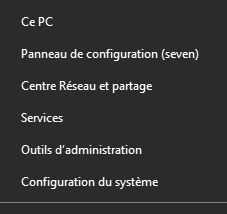 Ce PC
Panneau de configuration (seven)
Centre Réseau et partage
Services
Outils d'administration
Configuration du système